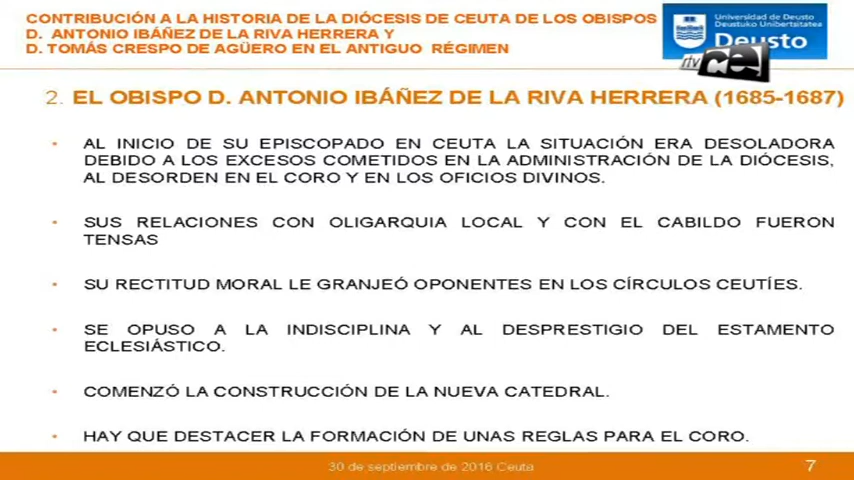 CONTRIBUCIÓN A LA HISTORIA DE LA DIÓCESIS DE CEUTA DE LOS OBISPOS
D. ANTONIO IBÁÑEZ DE LA RIVA HERRERA Y
D. TOMÁS CRESPO DE AGÜERO EN EL ANTIGUO RÉGIMEN
Universidad de Deusto
Deustuko Unibertsitatea
Deusto
rtvce
2. EL OBISPO D. ANTONIO IBÁÑEZ DE LA RIVA HERRERA (1685-1687)
• AL INICIO DE SU EPISCOPADO EN CEUTA LA SITUACIÓN ERA DESOLADORA
DEBIDO A LOS EXCESOS COMETIDOS EN LA ADMINISTRACIÓN DE LA DIÓCESIS,
AL DESORDEN EN EL CORO Y EN LOS OFICIOS DIVINOS.
• SUS RELACIONES CON OLIGARQUIA LOCAL Y CON EL CABILDO FUERON
TENSAS
• SU RECTITUD MORAL LE GRANJEÓ OPONENTES EN LOS CÍRCULOS CEUTÍES.
• SE OPUSO A LA INDISCIPLINA Y AL DESPRESTIGIO DEL ESTAMENTO
ECLESIÁSTICO.
• COMENZÓ LA CONSTRUCCIÓN DE LA NUEVA CATEDRAL.
• HAY QUE DESTACER LA FORMACIÓN DE UNAS REGLAS PARA EL CORO.
30 de septiembre de 2016 Ceuta
7